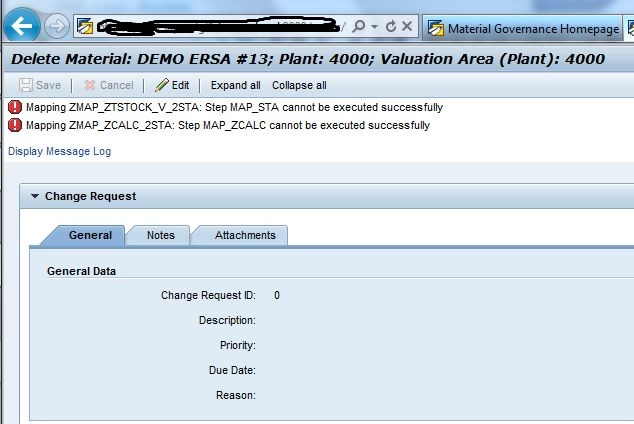 Material Governance Homepage
Delete Material: DEMO ERSA #13; Plant: 4000; Valuation Area (Plant): 4000
Save Cancel Edit Expand all Collapse all
Mapping ZMAP_ZTSTOCK_V_2STA: Step MAP_STA cannot be executed successfully
Mapping ZMAP_ZCALC_2STA: Step MAP_ZCALC cannot be executed successfully
Display Message Log
Change Request
General Notes Attachments
General Data
Change Request ID: 0
Description:
Priority:
Due Date:
Reason: